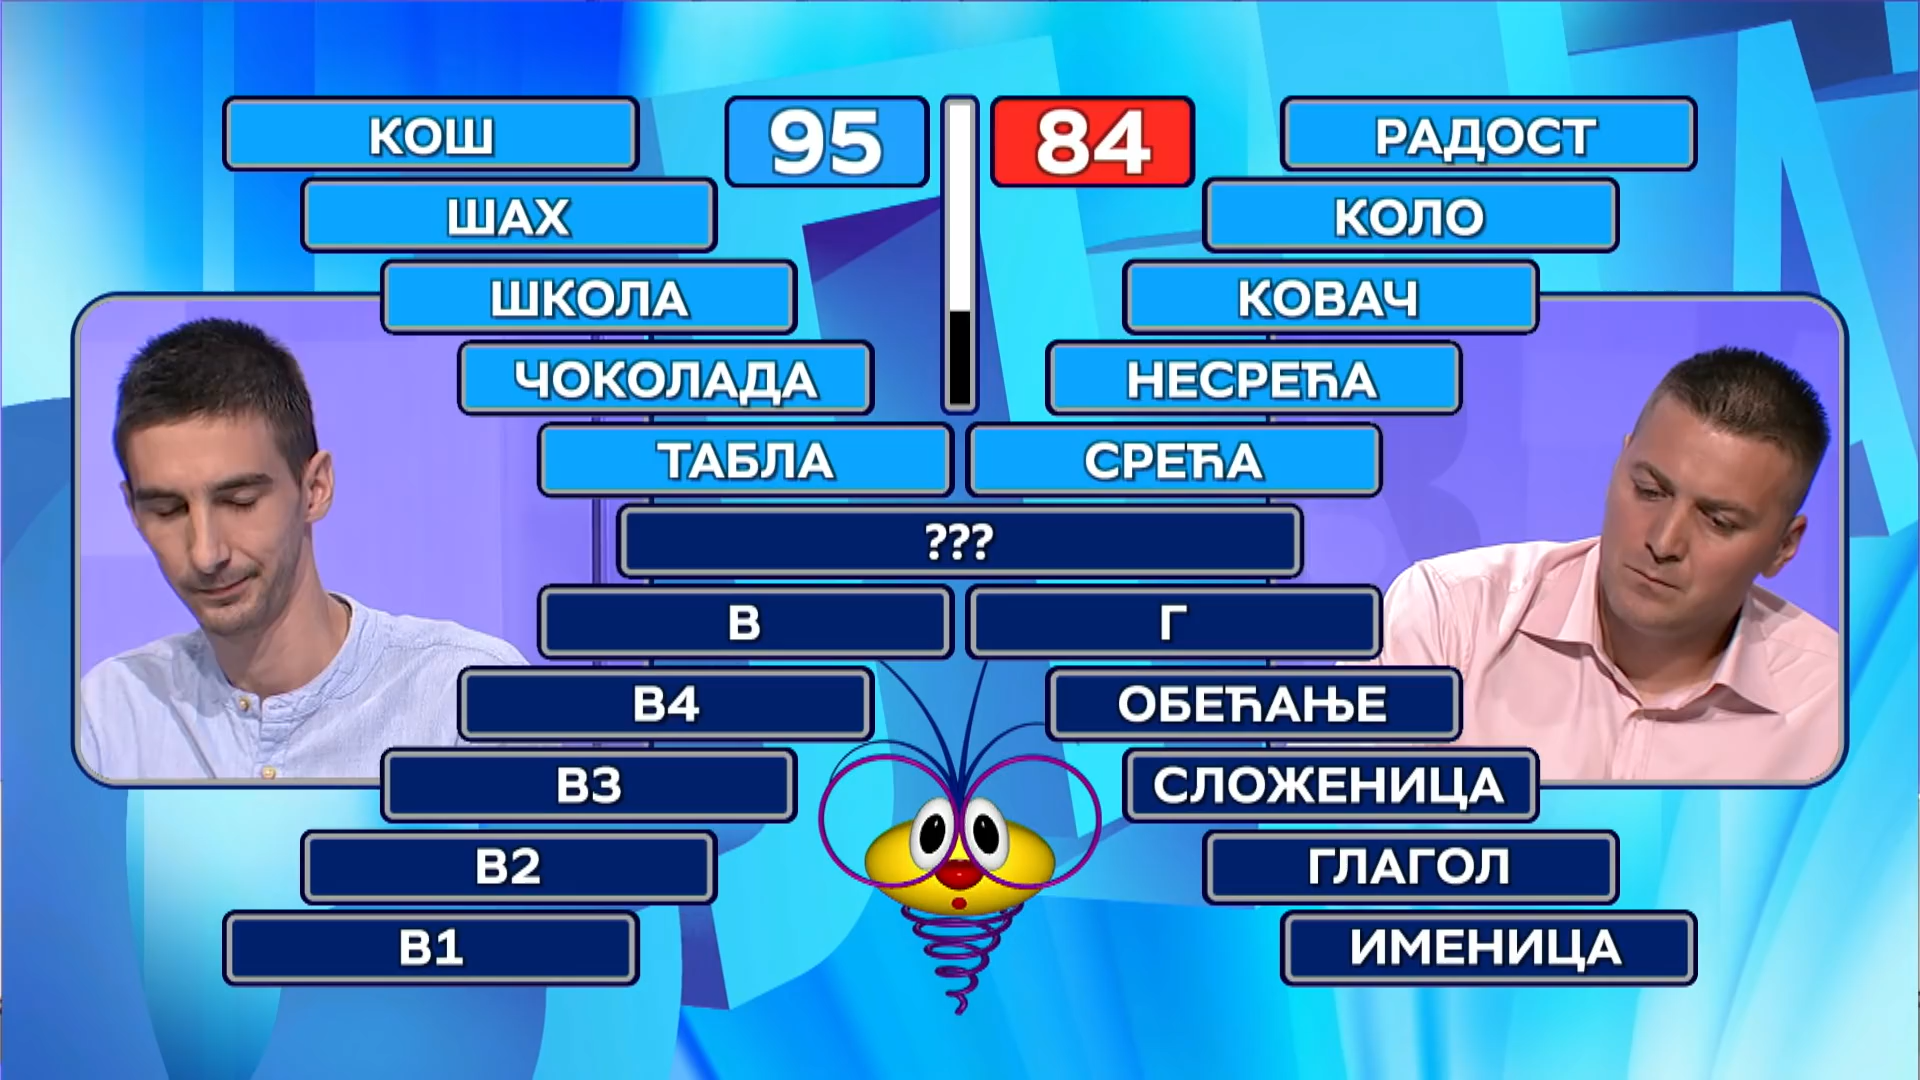 КОШ
95
84
РАДОСТ
ШАХ
КОЛО
ШКОЛА
КОВАЧ
ЧОКОЛАДА
НЕСРЕЋА
ТАБЛА
СРЕЋА
???
В
Г
В4
ОБЕЋАЊЕ
В3
СЛОЖЕНИЦА
В2
ГЛАГОЛ
В1
ИМЕНИЦА